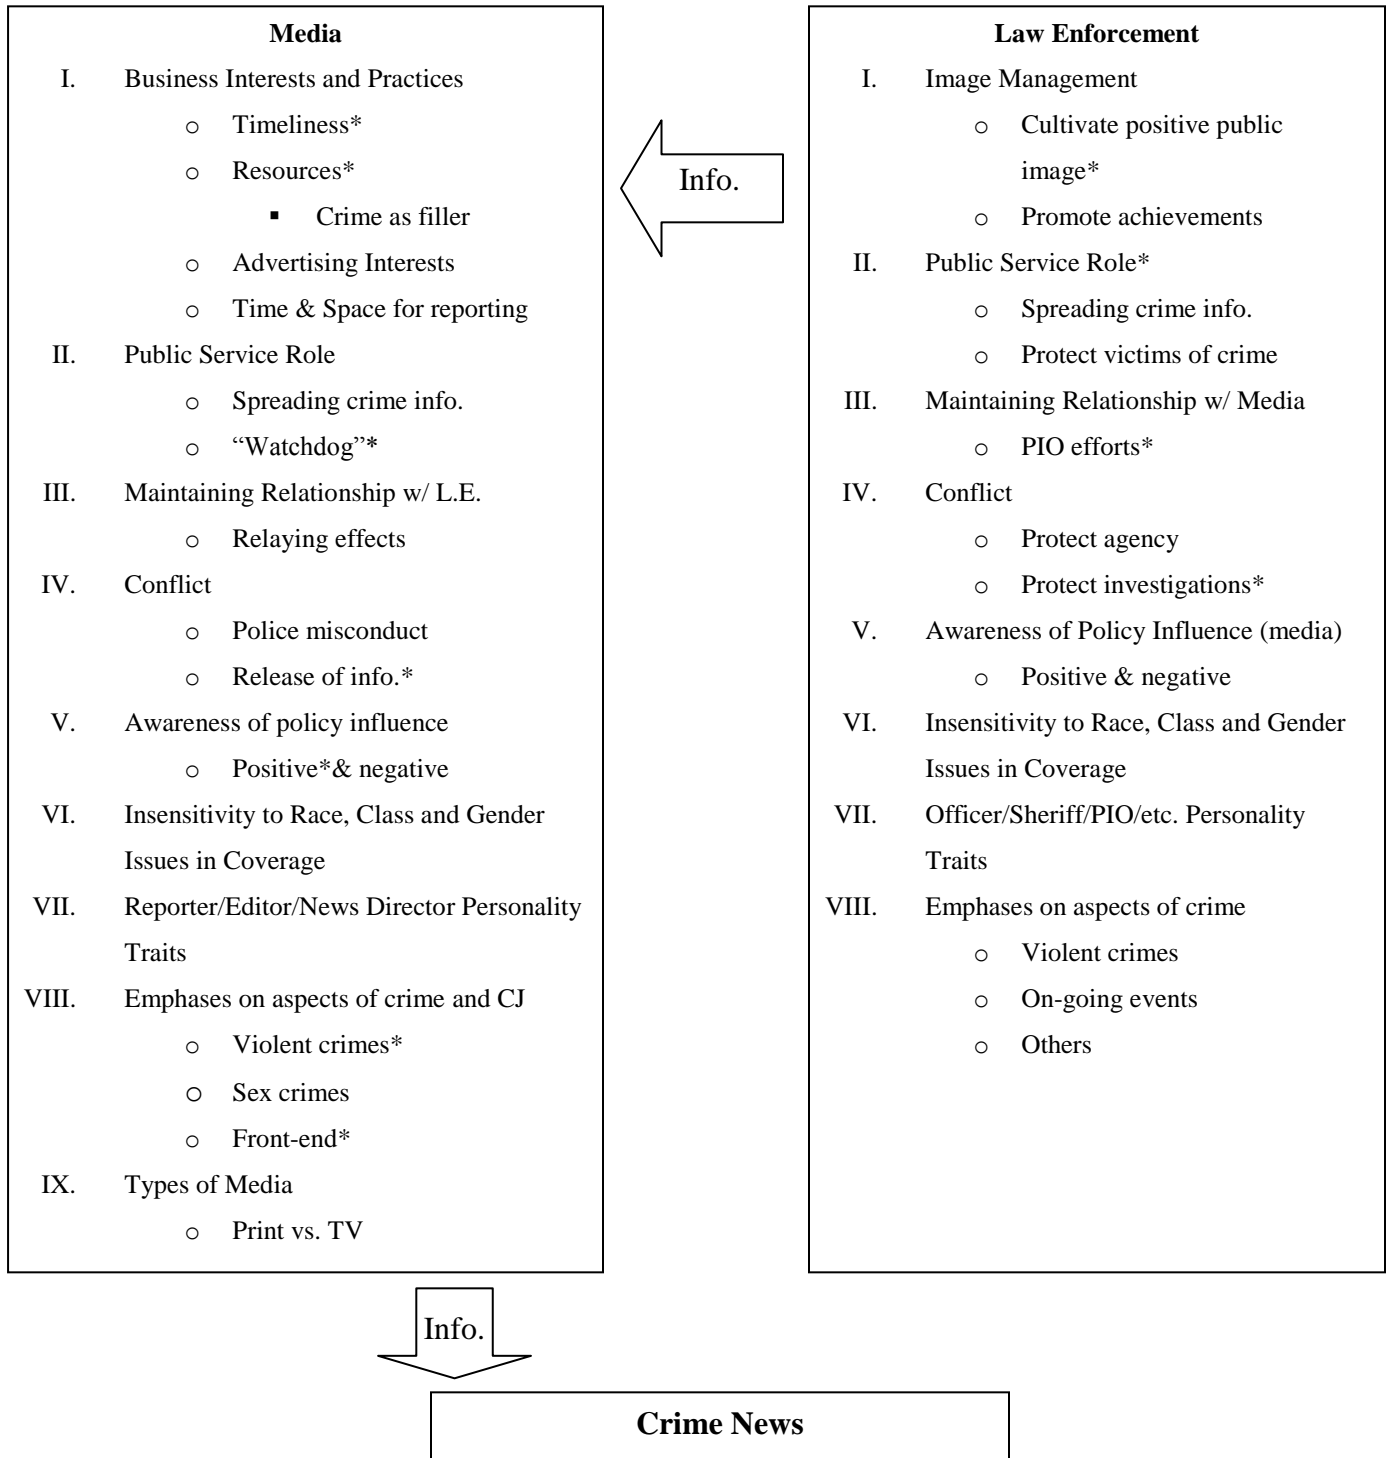 Media
I. Business Interests and Practices
o Timeliness*
o Resources*
▪ Crime as filler
o Advertising Interests
o Time & Space for reporting
II. Public Service Role
o Spreading crime info.
o “Watchdog”*
III. Maintaining Relationship w/ L.E.
o Relaying effects
IV. Conflict
o Police misconduct
o Release of info.*
V. Awareness of policy influence
o Positive*& negative
VI. Insensitivity to Race, Class and Gender
Issues in Coverage
VII. Reporter/Editor/News Director Personality
Traits
VIII. Emphases on aspects of crime and CJ
o Violent crimes*
o Sex crimes
o Front-end*
IX. Types of Media
o Print vs. TV
Info.
Law Enforcement
I. Image Management
o Cultivate positive public
image*
o Promote achievements
II. Public Service Role*
o Spreading crime info.
o Protect victims of crime
III. Maintaining Relationship w/ Media
o PIO efforts*
IV. Conflict
o Protect agency
o Protect investigations*
V. Awareness of Policy Influence (media)
o Positive & negative
VI. Insensitivity to Race, Class and Gender
Issues in Coverage
VII. Officer/Sheriff/PIO/etc. Personality
Traits
VIII. Emphases on aspects of crime
o Violent crimes
o On-going events
o Others
Info.
Crime News